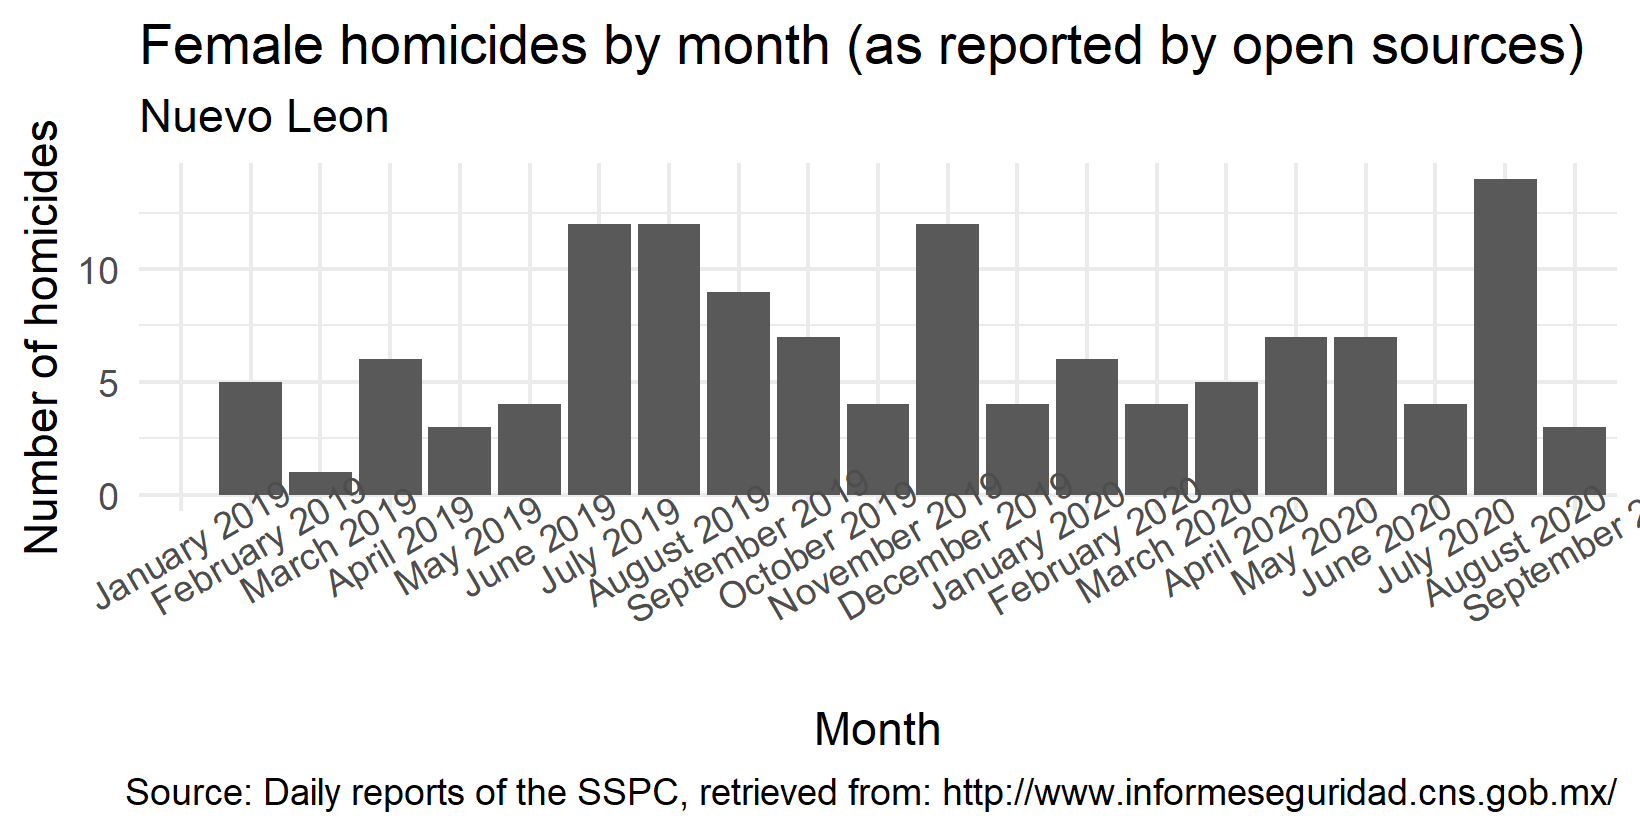 Female homicides by month (as reported by open sources)
Nuevo Leon
Number of homicides
10
5
0
January 2019
February 2019
March 2019
April 2019
May 2019
June 2019
July 2019
August 2019
September 2019
October 2019
November 2019
December 2019
January 2020
February 2020
March 2020
April 2020
May 2020
June 2020
July 2020
August 2020
September 2
Month
Source: Daily reports of the SSPC, retrieved from: http://www.informeseguridad.cns.gob.mx/